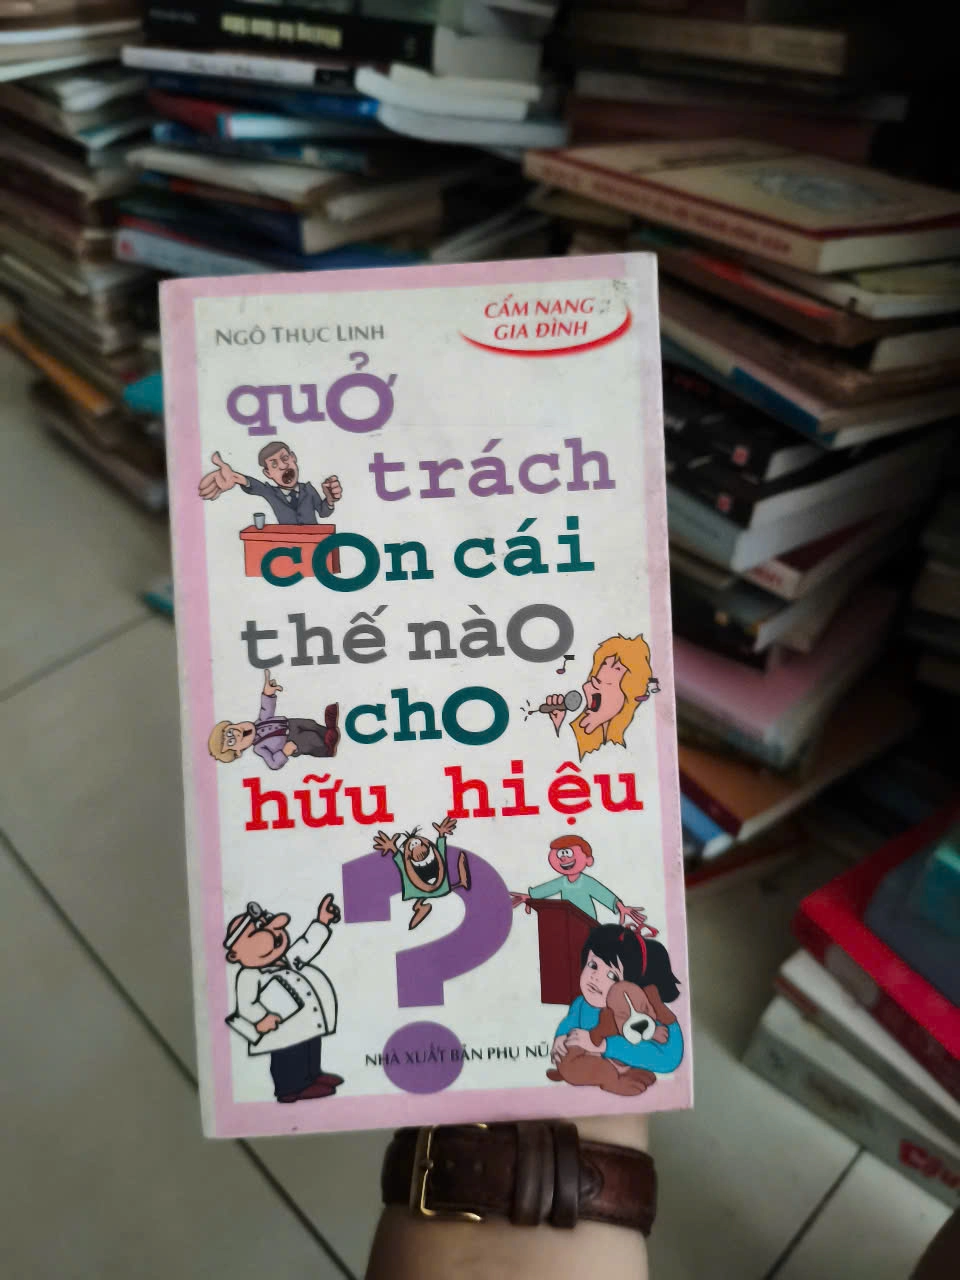 NGÔ THỤC LINH
CẨM NANG
GIA ĐÌNH
quở
trách
con cái
thế nào
cho
hữu hiệu
?
NHÀ XUẤT BẢN PHỤ NỮ